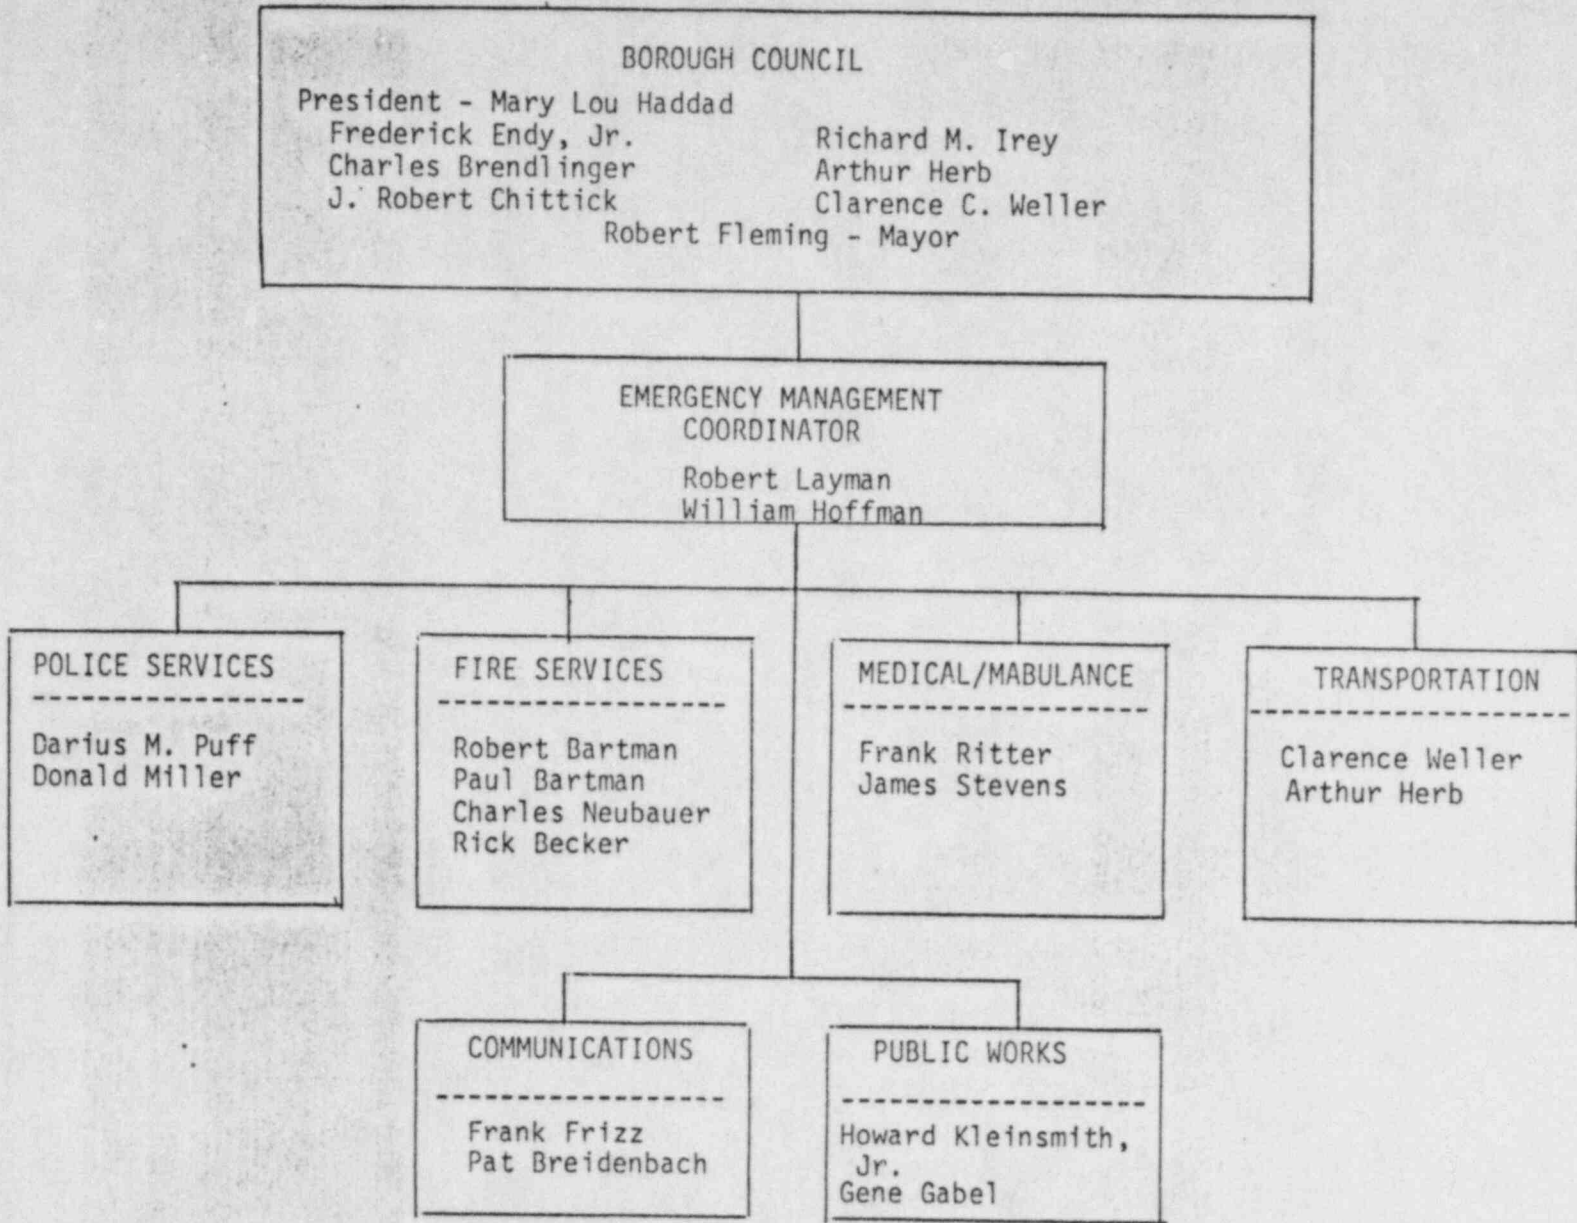 BOROUGH COUNCIL
President - Mary Lou Haddad
Frederick Endy, Jr.
Richard M. Irey
Charles Brendlinger
Arthur Herb
J. Robert Chittick
Clarence C. Weller
Robert Fleming - Mayor
EMERGENCY MANAGEMENT
COORDINATOR
Robert Layman
William Hoffman
POLICE SERVICES
------------------
Darius M. Puff
Donald Miller
FIRE SERVICES
------------------
Robert Bartman
Paul Bartman
Charles Neubauer
Rick Becker
MEDICAL/MABULANCE
-------------------
Frank Ritter
James Stevens
TRANSPORTATION
--------------------
Clarence Weller
Arthur Herb
COMMUNICATIONS
------------------
Frank Frizz
Pat Breidenbach
PUBLIC WORKS
-------------------
Howard Kleinsmith,
Jr.
Gene Gabel